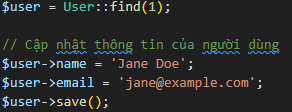 $user = User::find(1);
// Cập nhật thông tin của người dùng
$user->name = 'Jane Doe';
$user->email = 'jane@example.com';
$user->save();